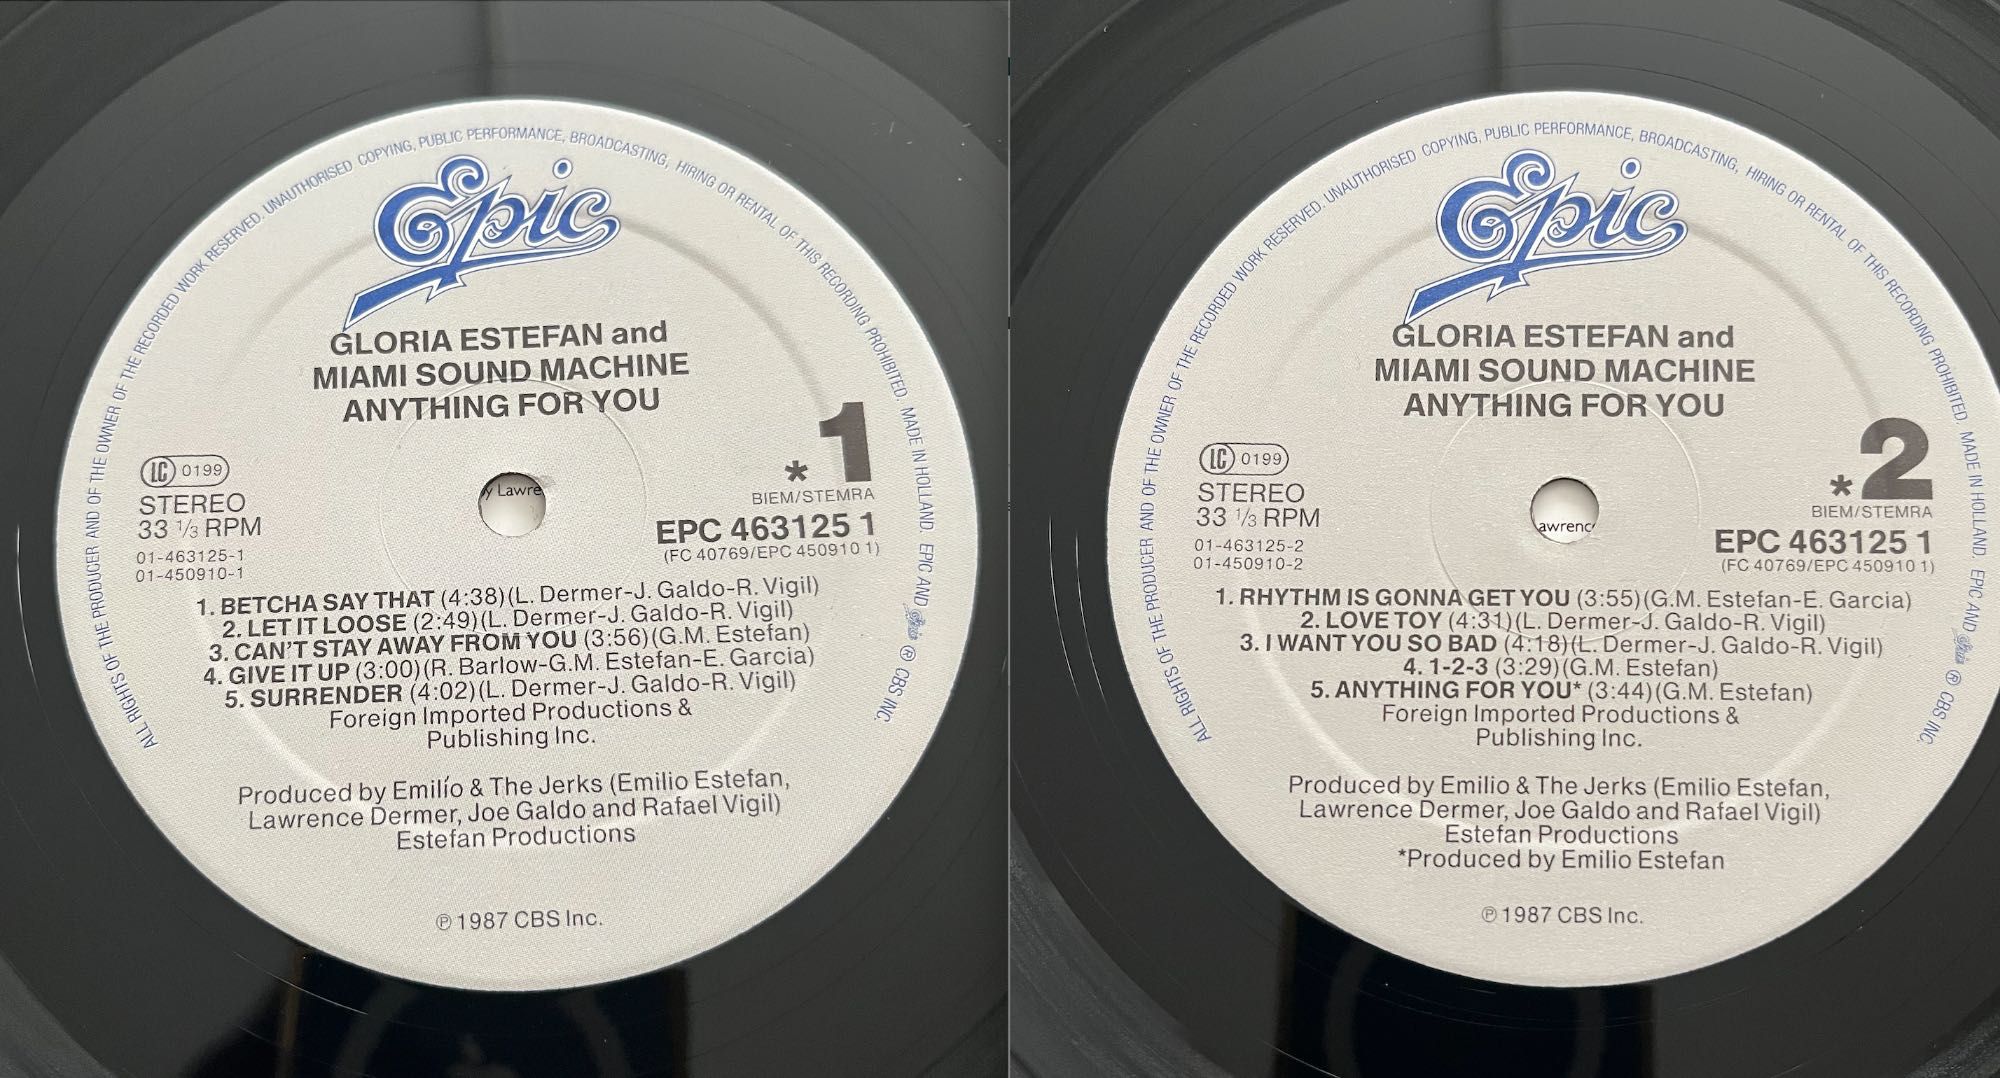 ALL RIGHTS OF THE PRODUCER AND OF THE OWNER OF THE RECORDED WORK RESERVED. UNAUTHORISED COPYING, PUBLIC PERFORMANCE, BROADCASTING, HIRING OR RENTAL OF THIS RECORDING PROHIBITED. MADE IN HOLLAND. EPIC AND Epic ® CBS INC.
Epic
GLORIA ESTEFAN and
MIAMI SOUND MACHINE
ANYTHING FOR YOU
* 1
LC 0199
STEREO
33 1/3 RPM
01-463125-1
01-450910-1
y Lawre
BIEM/STEMRA
EPC 463125 1
(FC 40769/EPC 450910 1)
1. BETCHA SAY THAT (4:38)(L. Dermer-J. Galdo-R. Vigil)
2. LET IT LOOSE (2:49)(L. Dermer-J. Galdo-R. Vigil)
3. CAN'T STAY AWAY FROM YOU (3:56)(G.M. Estefan)
4. GIVE IT UP (3:00)(R. Barlow-G.M. Estefan-E. Garcia)
5. SURRENDER (4:02)(L. Dermer-J. Galdo-R. Vigil)
Foreign Imported Productions &
Publishing Inc.
Produced by Emilío & The Jerks (Emilio Estefan,
Lawrence Dermer, Joe Galdo and Rafael Vigil)
Estefan Productions
℗ 1987 CBS Inc.
ALL RIGHTS OF THE PRODUCER AND OF THE OWNER OF THE RECORDED WORK RESERVED. UNAUTHORISED COPYING, PUBLIC PERFORMANCE, BROADCASTING, HIRING OR RENTAL OF THIS RECORDING PROHIBITED. MADE IN HOLLAND. EPIC AND Epic ® CBS INC.
Epic
GLORIA ESTEFAN and
MIAMI SOUND MACHINE
ANYTHING FOR YOU
* 2
LC 0199
STEREO
33 1/3 RPM
01-463125-2
01-450910-2
awrenc
BIEM/STEMRA
EPC 463125 1
(FC 40769/EPC 450910 1)
1. RHYTHM IS GONNA GET YOU (3:55)(G.M. Estefan-E. Garcia)
2. LOVE TOY (4:31)(L. Dermer-J. Galdo-R. Vigil)
3. I WANT YOU SO BAD (4:18)(L. Dermer-J. Galdo-R. Vigil)
4. 1-2-3 (3:29)(G.M. Estefan)
5. ANYTHING FOR YOU* (3:44)(G.M. Estefan)
Foreign Imported Productions &
Publishing Inc.
Produced by Emilio & The Jerks (Emilio Estefan,
Lawrence Dermer, Joe Galdo and Rafael Vigil)
Estefan Productions
*Produced by Emilio Estefan
℗ 1987 CBS Inc.